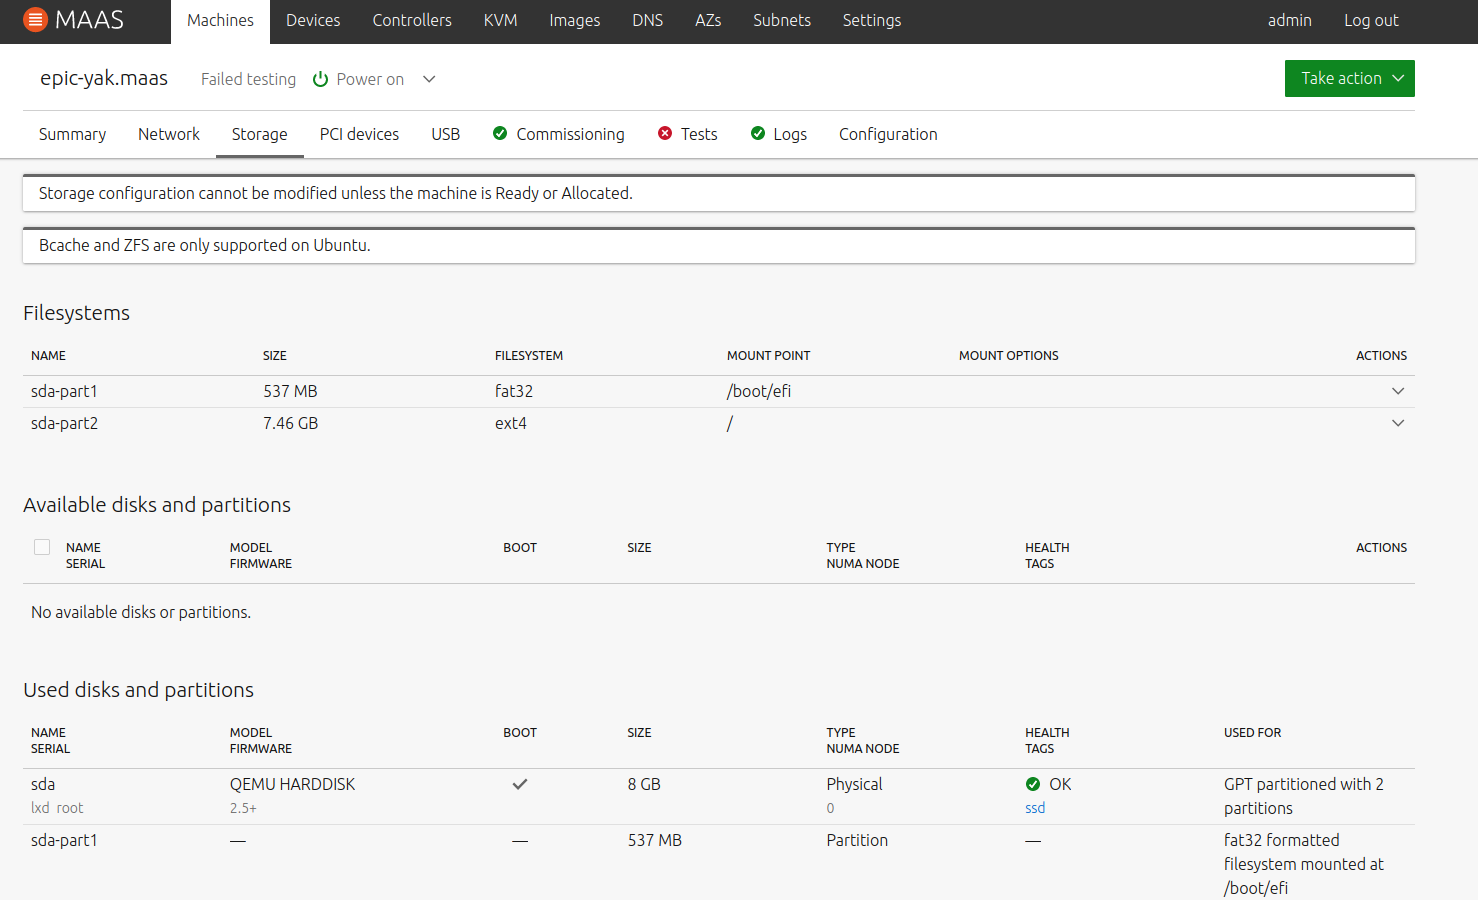 MAAS Machines Devices Controllers KVM Images DNS AZs Subnets Settings admin Log out
epic-yak.maas Failed testing Power on Take action
Summary Network Storage PCI devices USB Commissioning Tests Logs Configuration
Storage configuration cannot be modified unless the machine is Ready or Allocated.
Bcache and ZFS are only supported on Ubuntu.
Filesystems
NAME SIZE FILESYSTEM MOUNT POINT MOUNT OPTIONS ACTIONS
sda-part1 537 MB fat32 /boot/efi
sda-part2 7.46 GB ext4 /
Available disks and partitions
NAME MODEL BOOT SIZE TYPE HEALTH ACTIONS
SERIAL FIRMWARE NUMA NODE TAGS
No available disks or partitions.
Used disks and partitions
NAME MODEL BOOT SIZE TYPE HEALTH USED FOR
SERIAL FIRMWARE NUMA NODE TAGS
sda QEMU HARDDISK 8 GB Physical OK GPT partitioned with 2
lxd root 2.5+ 0 ssd partitions
sda-part1 — — 537 MB Partition — fat32 formatted
filesystem mounted at
/boot/efi